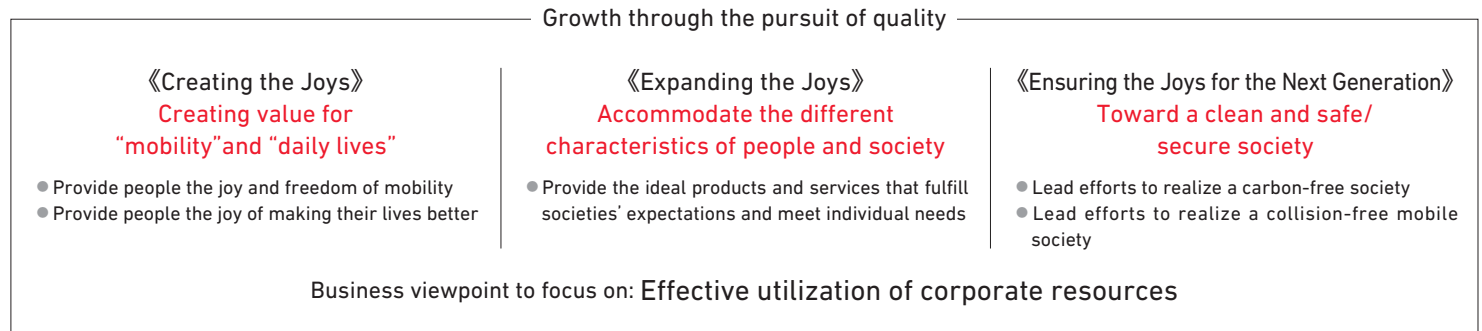 Growth through the pursuit of quality
《Creating the Joys》
Creating value for
“mobility”and “daily lives”
● Provide people the joy and freedom of mobility
● Provide people the joy of making their lives better
《Expanding the Joys》
Accommodate the different
characteristics of people and society
● Provide the ideal products and services that fulfill
societies’ expectations and meet individual needs
《Ensuring the Joys for the Next Generation》
Toward a clean and safe/
secure society
● Lead efforts to realize a carbon-free society
● Lead efforts to realize a collision-free mobile
society
Business viewpoint to focus on: Effective utilization of corporate resources